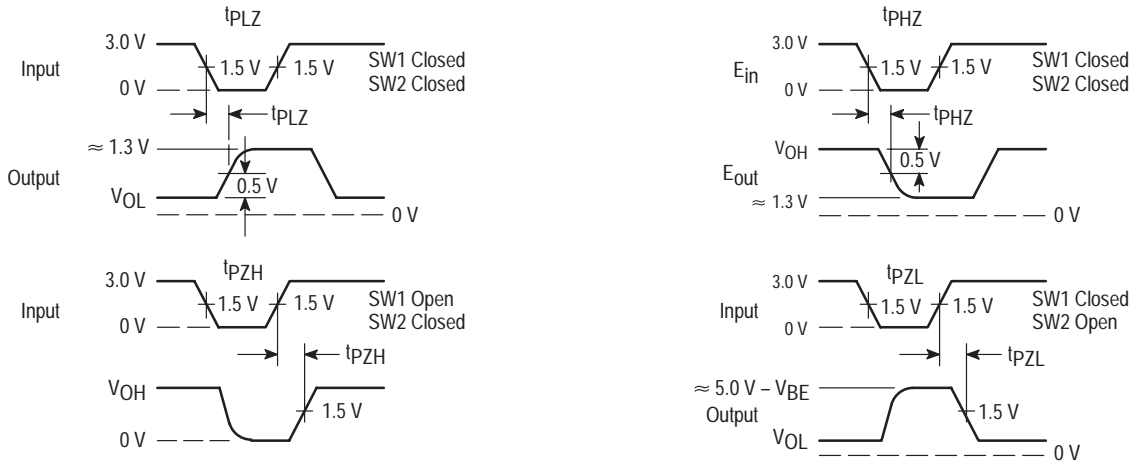 tPLZ
3.0 V
Input
1.5 V
1.5 V
SW1 Closed
SW2 Closed
0 V
tPLZ
≈ 1.3 V
Output
0.5 V
VOL
0 V
tPHZ
3.0 V
Ein
1.5 V
1.5 V
SW1 Closed
SW2 Closed
0 V
tPHZ
VOH
0.5 V
Eout
≈ 1.3 V
0 V
tPZH
3.0 V
Input
1.5 V
1.5 V
SW1 Open
SW2 Closed
0 V
tPZH
VOH
1.5 V
0 V
tPZL
3.0 V
Input
1.5 V
1.5 V
SW1 Closed
SW2 Open
0 V
tPZL
≈ 5.0 V – VBE
Output
1.5 V
VOL
0 V